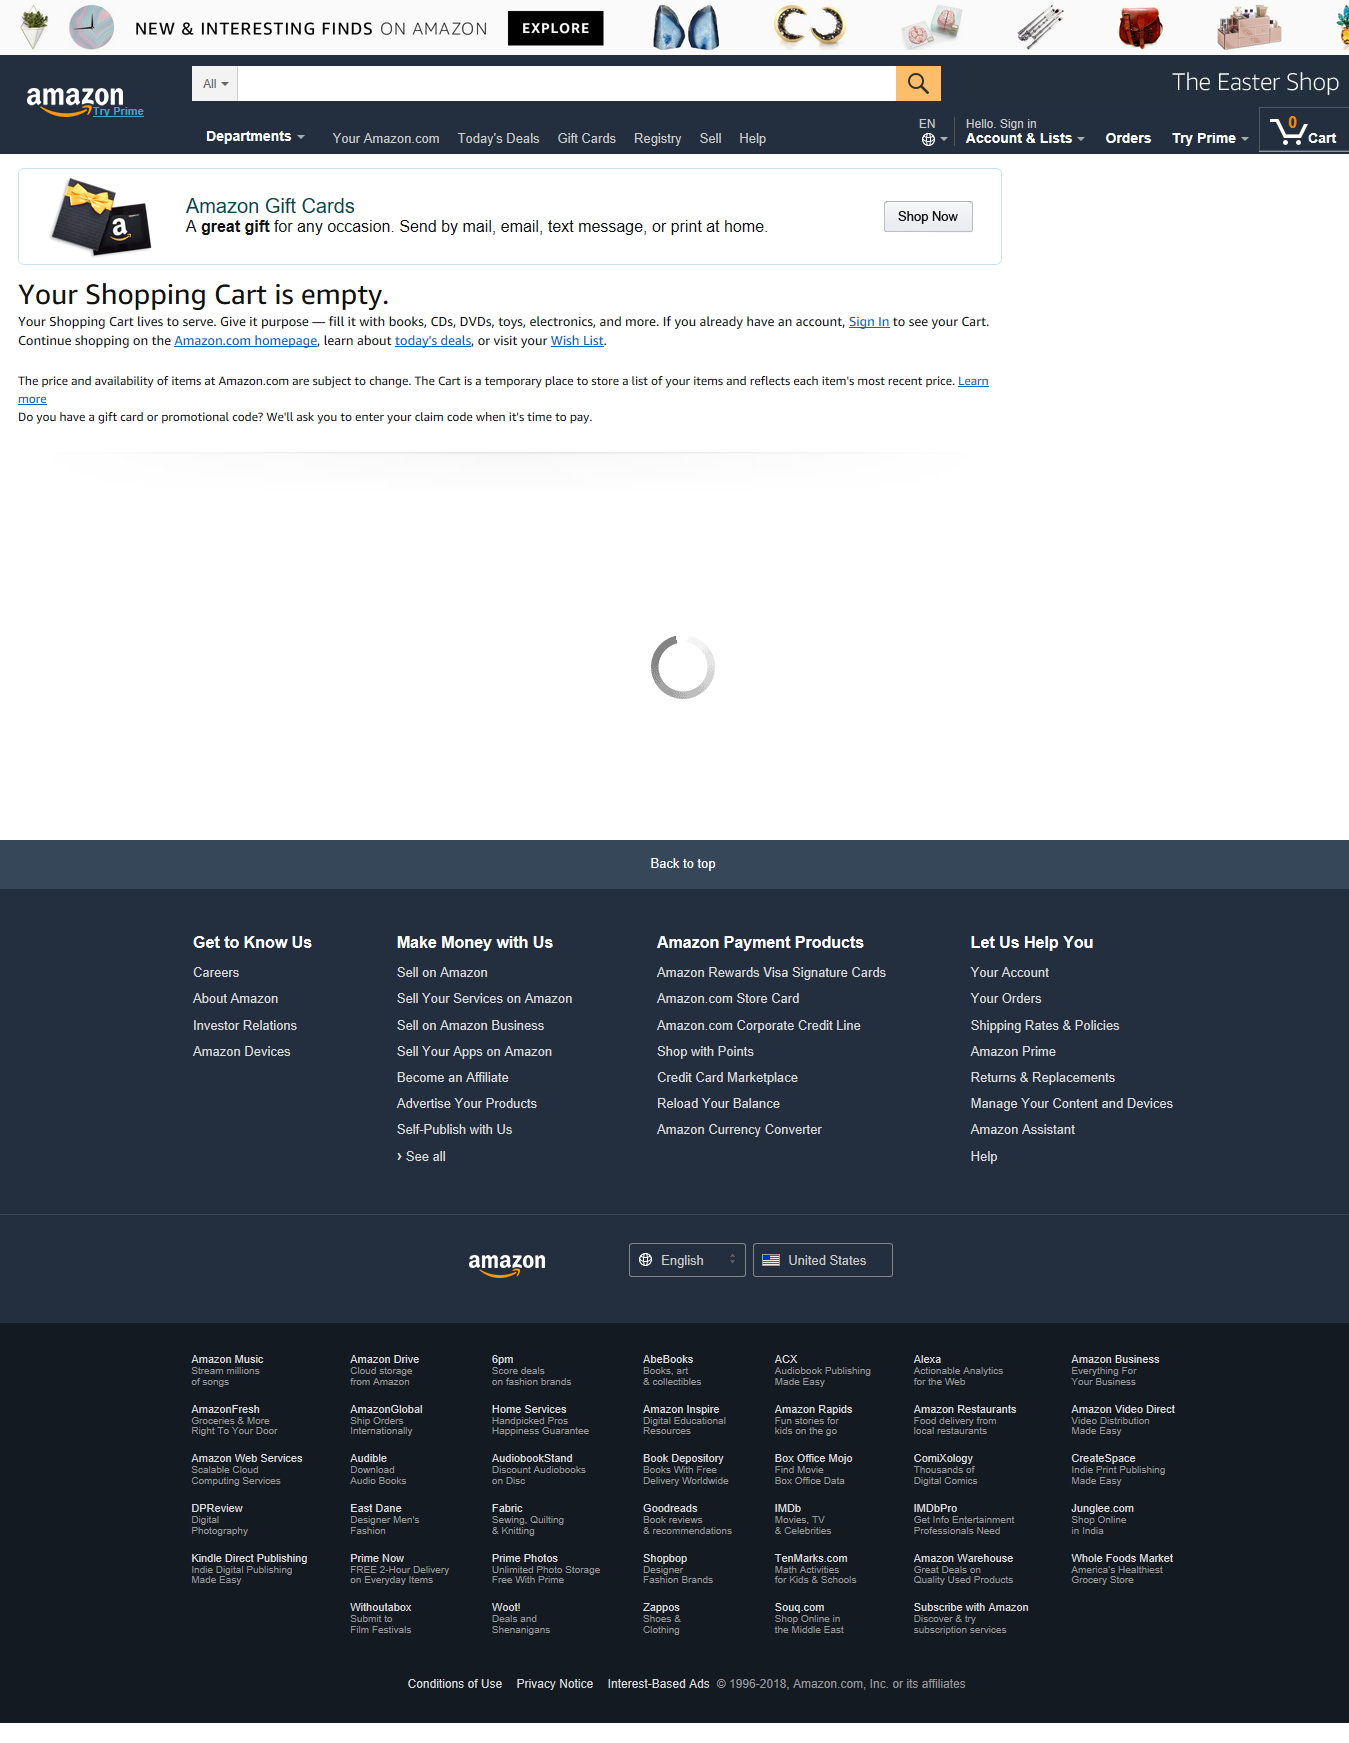 NEW & INTERESTING FINDS ON AMAZON EXPLORE
amazon
Try Prime
All
The Easter Shop
Departments
Your Amazon.com Today's Deals Gift Cards Registry Sell Help
EN
Hello. Sign in
Account & Lists
Orders
Try Prime
0
Cart
Amazon Gift Cards
A great gift for any occasion. Send by mail, email, text message, or print at home.
Shop Now
a
Your Shopping Cart is empty.
Your Shopping Cart lives to serve. Give it purpose — fill it with books, CDs, DVDs, toys, electronics, and more. If you already have an account, Sign In to see your Cart.
Continue shopping on the Amazon.com homepage, learn about today's deals, or visit your Wish List.
The price and availability of items at Amazon.com are subject to change. The Cart is a temporary place to store a list of your items and reflects each item's most recent price. Learn
more
Do you have a gift card or promotional code? We'll ask you to enter your claim code when it's time to pay.
Back to top
Get to Know Us
Careers
About Amazon
Investor Relations
Amazon Devices
Make Money with Us
Sell on Amazon
Sell Your Services on Amazon
Sell on Amazon Business
Sell Your Apps on Amazon
Become an Affiliate
Advertise Your Products
Self-Publish with Us
› See all
Amazon Payment Products
Amazon Rewards Visa Signature Cards
Amazon.com Store Card
Amazon.com Corporate Credit Line
Shop with Points
Credit Card Marketplace
Reload Your Balance
Amazon Currency Converter
Let Us Help You
Your Account
Your Orders
Shipping Rates & Policies
Amazon Prime
Returns & Replacements
Manage Your Content and Devices
Amazon Assistant
Help
amazon
English
United States
Amazon Music
Stream millions
of songs
Amazon Drive
Cloud storage
from Amazon
6pm
Score deals
on fashion brands
AbeBooks
Books, art
& collectibles
ACX
Audiobook Publishing
Made Easy
Alexa
Actionable Analytics
for the Web
Amazon Business
Everything For
Your Business
AmazonFresh
Groceries & More
Right To Your Door
AmazonGlobal
Ship Orders
Internationally
Home Services
Handpicked Pros
Happiness Guarantee
Amazon Inspire
Digital Educational
Resources
Amazon Rapids
Fun stories for
kids on the go
Amazon Restaurants
Food delivery from
local restaurants
Amazon Video Direct
Video Distribution
Made Easy
Amazon Web Services
Scalable Cloud
Computing Services
Audible
Download
Audio Books
AudiobookStand
Discount Audiobooks
on Disc
Book Depository
Books With Free
Delivery Worldwide
Box Office Mojo
Find Movie
Box Office Data
ComiXology
Thousands of
Digital Comics
CreateSpace
Indie Print Publishing
Made Easy
DPReview
Digital
Photography
East Dane
Designer Men's
Fashion
Fabric
Sewing, Quilting
& Knitting
Goodreads
Book reviews
& recommendations
IMDb
Movies, TV
& Celebrities
IMDbPro
Get Info Entertainment
Professionals Need
Junglee.com
Shop Online
in India
Kindle Direct Publishing
Indie Digital Publishing
Made Easy
Prime Now
FREE 2-Hour Delivery
on Everyday Items
Prime Photos
Unlimited Photo Storage
Free With Prime
Shopbop
Designer
Fashion Brands
TenMarks.com
Math Activities
for Kids & Schools
Amazon Warehouse
Great Deals on
Quality Used Products
Whole Foods Market
America's Healthiest
Grocery Store
Withoutabox
Submit to
Film Festivals
Woot!
Deals and
Shenanigans
Zappos
Shoes &
Clothing
Souq.com
Shop Online in
the Middle East
Subscribe with Amazon
Discover & try
subscription services
Conditions of Use Privacy Notice Interest-Based Ads © 1996-2018, Amazon.com, Inc. or its affiliates